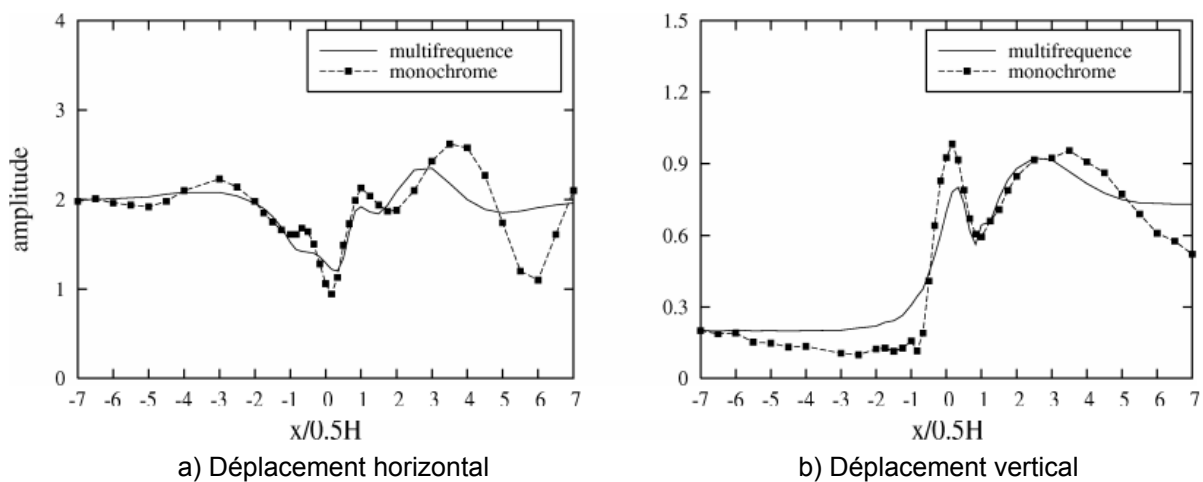 4
3
2
1
0
amplitude
multifrequence
monochrome
-7 -6 -5 -4 -3 -2 -1 0 1 2 3 4 5 6 7
x/0.5H
a) Déplacement horizontal
1.5
1.2
0.9
0.6
0.3
0
multifrequence
monochrome
-7 -6 -5 -4 -3 -2 -1 0 1 2 3 4 5 6 7
x/0.5H
b) Déplacement vertical